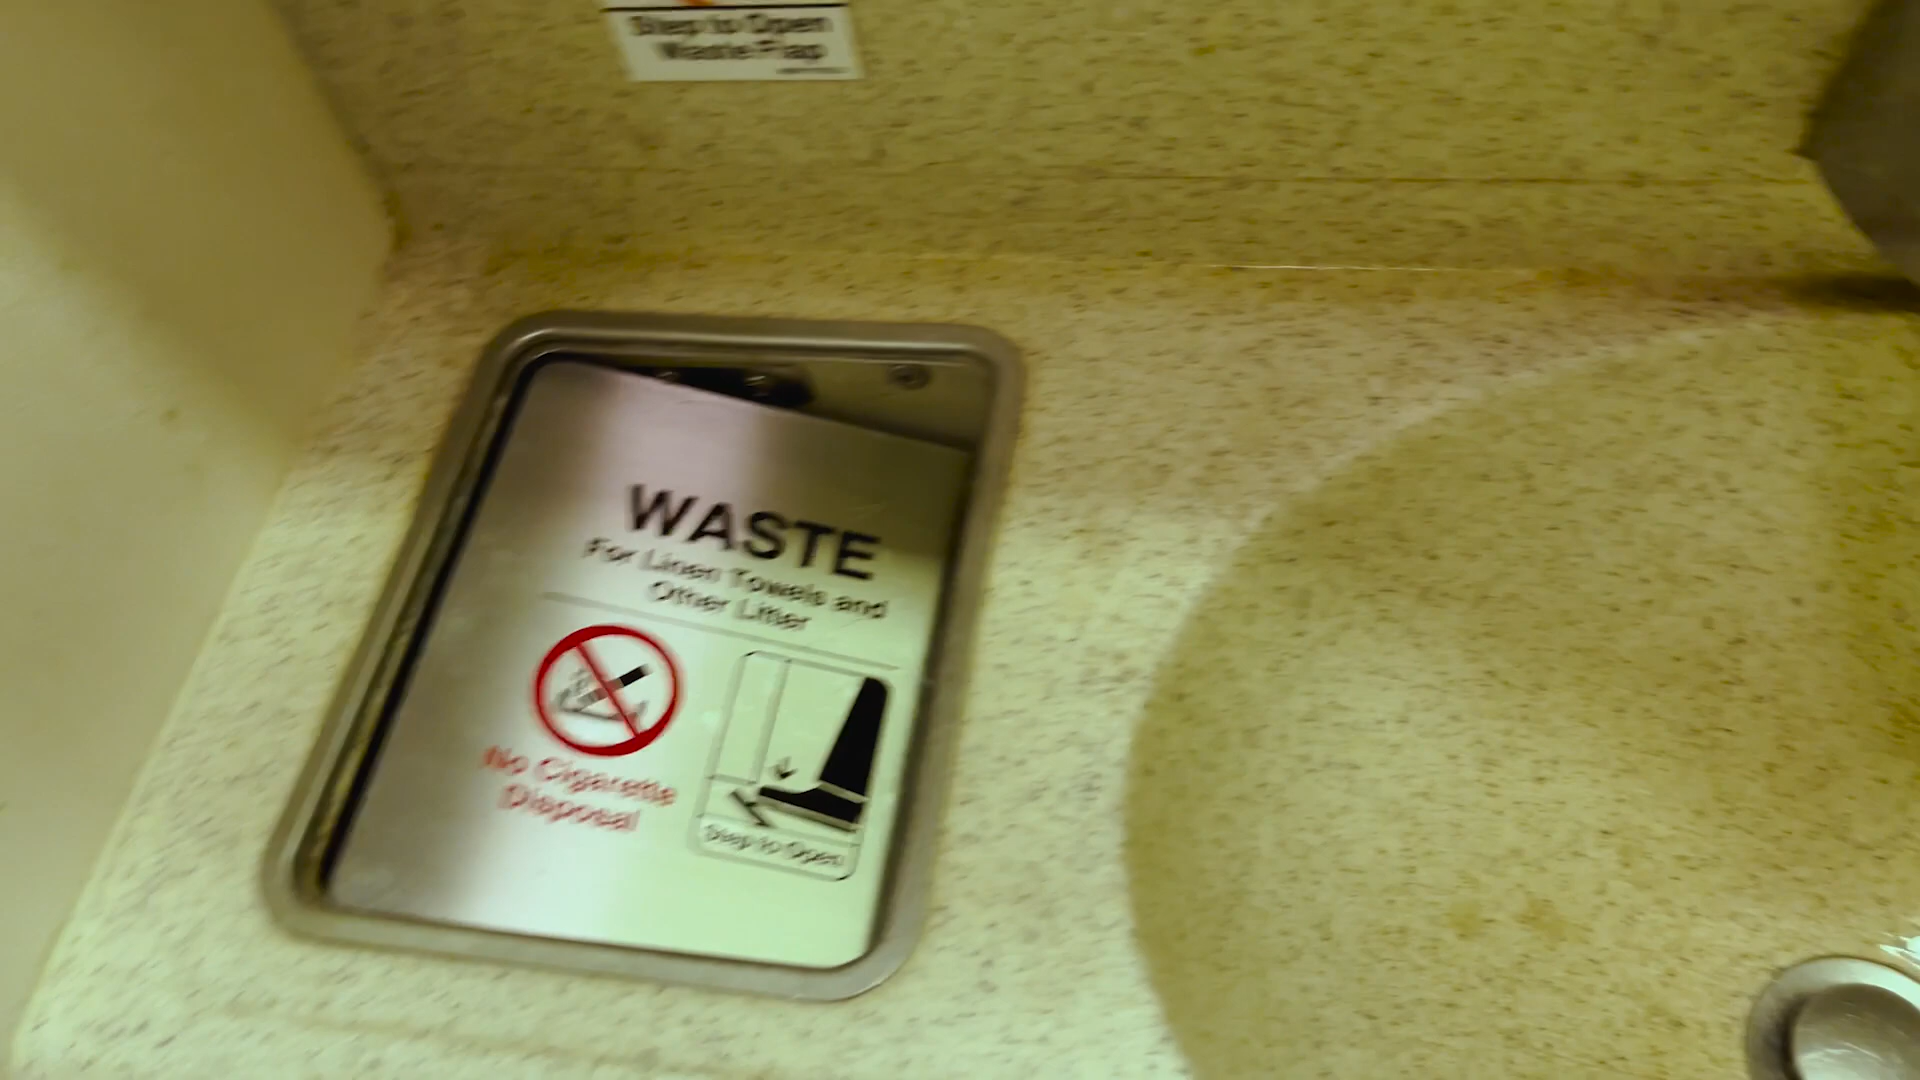 Step to Open
Waste Flap
WASTE
For Linen Towels and
Other Litter
No Cigarette
Disposal
Step to Open